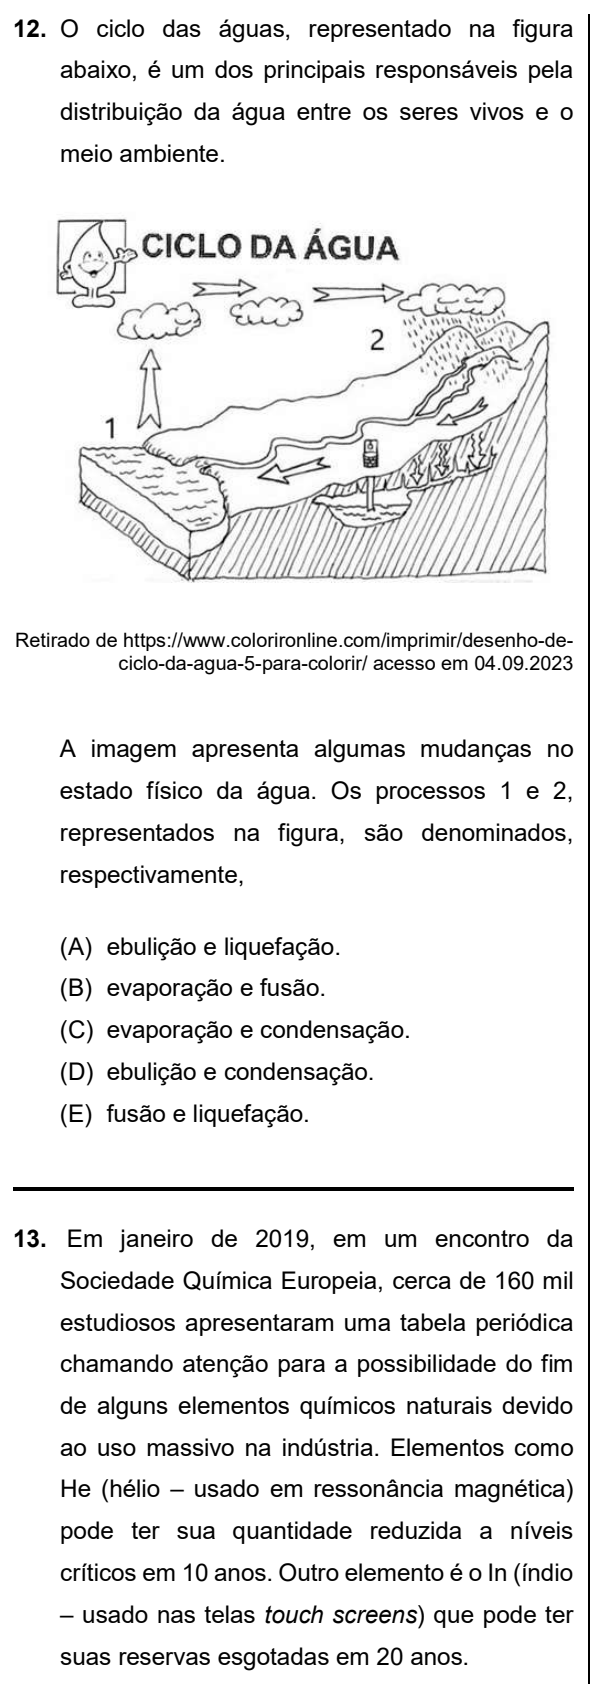 12. O ciclo das águas, representado na figura
abaixo, é um dos principais responsáveis pela
distribuição da água entre os seres vivos e o
meio ambiente.
CICLO DA ÁGUA
2
1
Retirado de https://www.colorironline.com/imprimir/desenho-de-
ciclo-da-agua-5-para-colorir/ acesso em 04.09.2023
A imagem apresenta algumas mudanças no
estado físico da água. Os processos 1 e 2,
representados na figura, são denominados,
respectivamente,
(A) ebulição e liquefação.
(B) evaporação e fusão.
(C) evaporação e condensação.
(D) ebulição e condensação.
(E) fusão e liquefação.
13. Em janeiro de 2019, em um encontro da
Sociedade Química Europeia, cerca de 160 mil
estudiosos apresentaram uma tabela periódica
chamando atenção para a possibilidade do fim
de alguns elementos químicos naturais devido
ao uso massivo na indústria. Elementos como
He (hélio – usado em ressonância magnética)
pode ter sua quantidade reduzida a níveis
críticos em 10 anos. Outro elemento é o In (índio
– usado nas telas touch screens) que pode ter
suas reservas esgotadas em 20 anos.